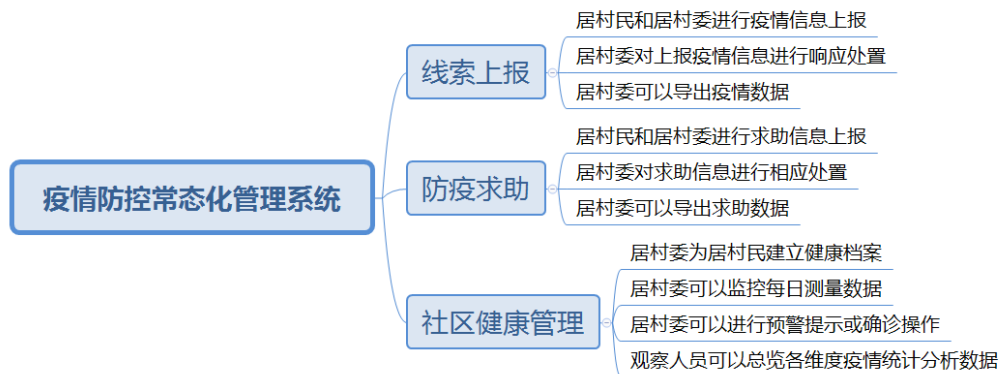 疫情防控常态化管理系统
线索上报
居村民和居村委进行疫情信息上报
居村委对上报疫情信息进行响应处置
居村委可以导出疫情数据
防疫求助
居村民和居村委进行求助信息上报
居村委对求助信息进行相应处置
居村委可以导出求助数据
社区健康管理
居村委为居村民建立健康档案
居村委可以监控每日测量数据
居村委可以进行预警提示或确诊操作
观察人员可以总览各维度疫情统计分析数据